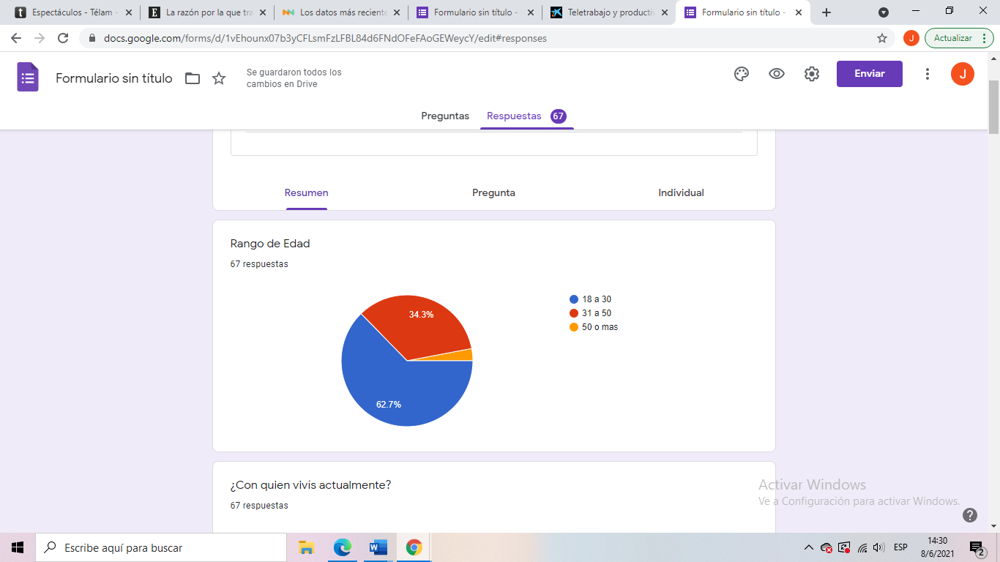 Espectáculos - Télam -
La razón por la que tra
Los datos más reciente
Formulario sin título -
Teletrabajo y productiv
Formulario sin título -
docs.google.com/forms/d/1vEhounx07b3yCFLsmFzLFBL84d6FNdOFeFAoGEWeycY/edit#responses
J
Actualizar
Formulario sin título
Se guardaron todos los
cambios en Drive
Enviar
J
Preguntas
Respuestas
67
Resumen
Pregunta
Individual
Rango de Edad
67 respuestas
34.3%
62.7%
18 a 30
31 a 50
50 o mas
¿Con quien vivís actualmente?
67 respuestas
Activar Windows
Ve a Configuración para activar Windows.
Escribe aquí para buscar
ESP
14:30
8/6/2021
2